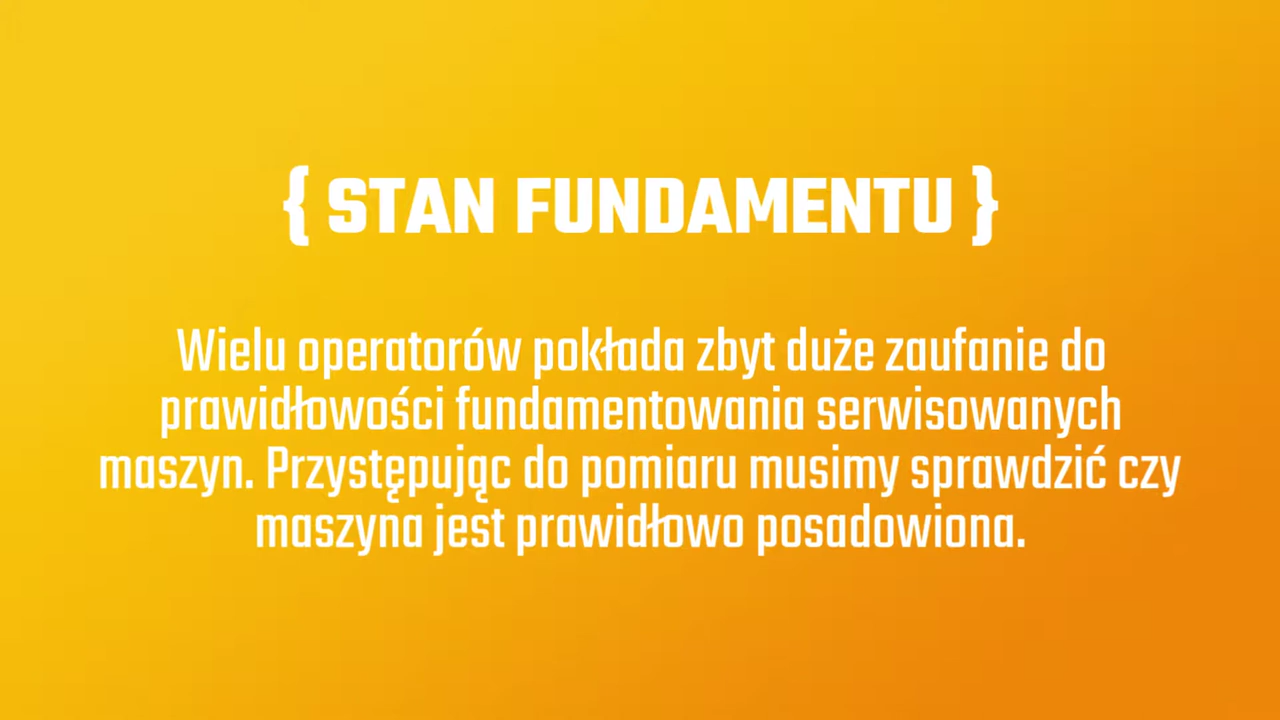 { STAN FUNDAMENTU }
Wielu operatorów pokłada zbyt duże zaufanie do
prawidłowości fundamentowania serwisowanych
maszyn. Przystępując do pomiaru musimy sprawdzić czy
maszyna jest prawidłowo posadowiona.